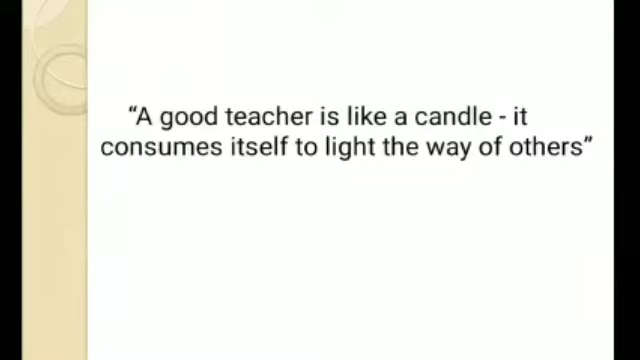 “A good teacher is like a candle - it
consumes itself to light the way of others”